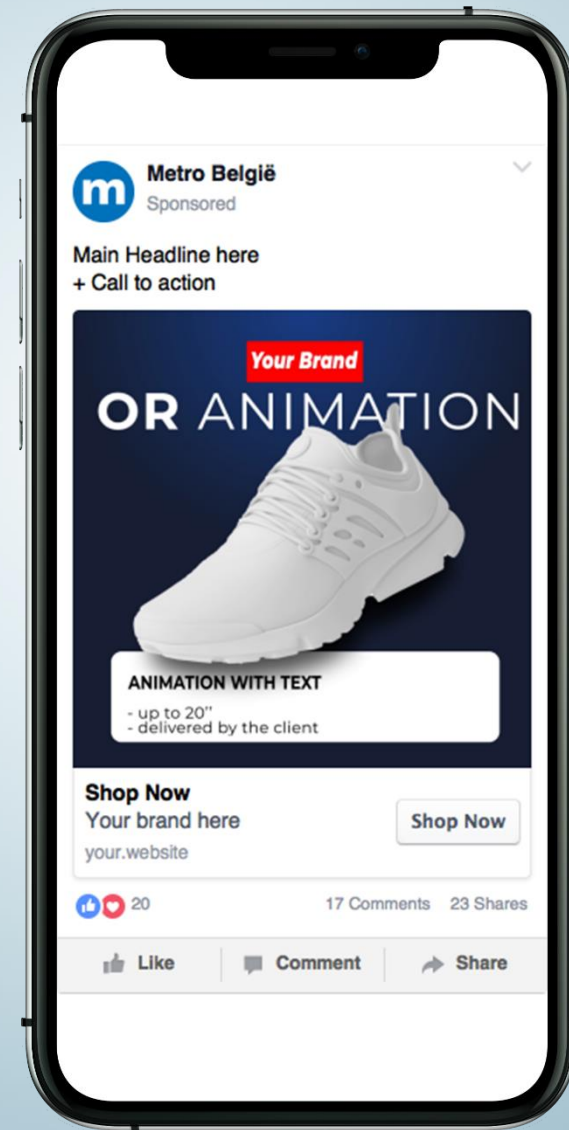 m
Metro België
Sponsored
Main Headline here
+ Call to action
Your Brand
OR ANIMATION
ANIMATION WITH TEXT
- up to 20’’
- delivered by the client
Shop Now
Your brand here
Shop Now
your.website
20
17 Comments 23 Shares
Like Comment Share